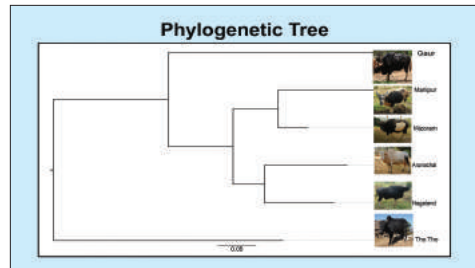 Phylogenetic Tree
Gaur
Manipur
Mizoram
Arunachal
Nagaland
Tho Tho
0.05